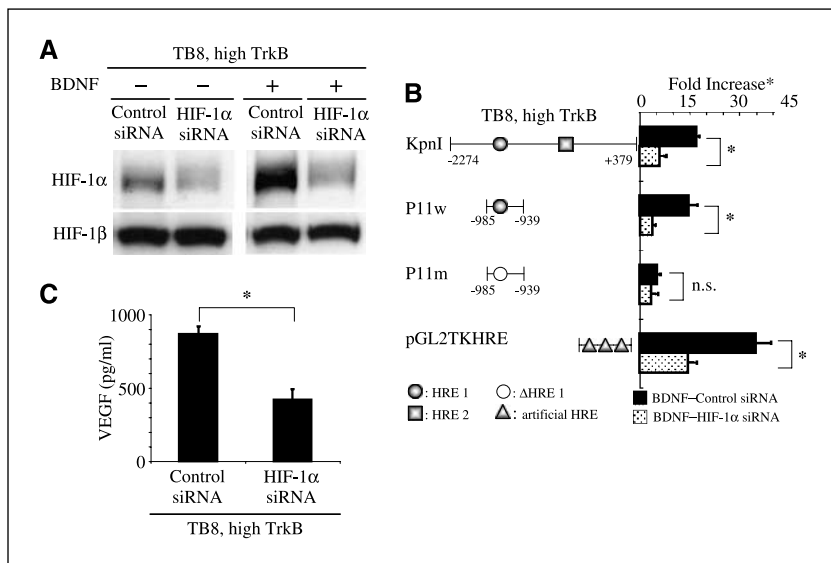 A
TB8, high TrkB
BDNF – – + +
Control siRNA
HIF-1α siRNA
Control siRNA
HIF-1α siRNA
HIF-1α
HIF-1β
B
Fold Increase*
TB8, high TrkB
0 15 30 45
KpnI
-2274 +379
*
P11w
-985 -939
*
P11m
-985 -939
n.s.
pGL2TKHRE
*
: HRE 1
: ΔHRE 1
: HRE 2
: artificial HRE
BDNF–Control siRNA
BDNF–HIF-1α siRNA
C
*
VEGF (pg/ml)
1000
500
0
Control siRNA
HIF-1α siRNA
TB8, high TrkB